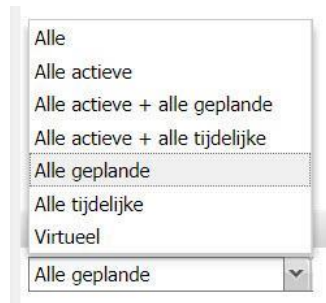 Alle
Alle actieve
Alle actieve + alle geplande
Alle actieve + alle tijdelijke
Alle geplande
Alle tijdelijke
Virtueel
Alle geplande